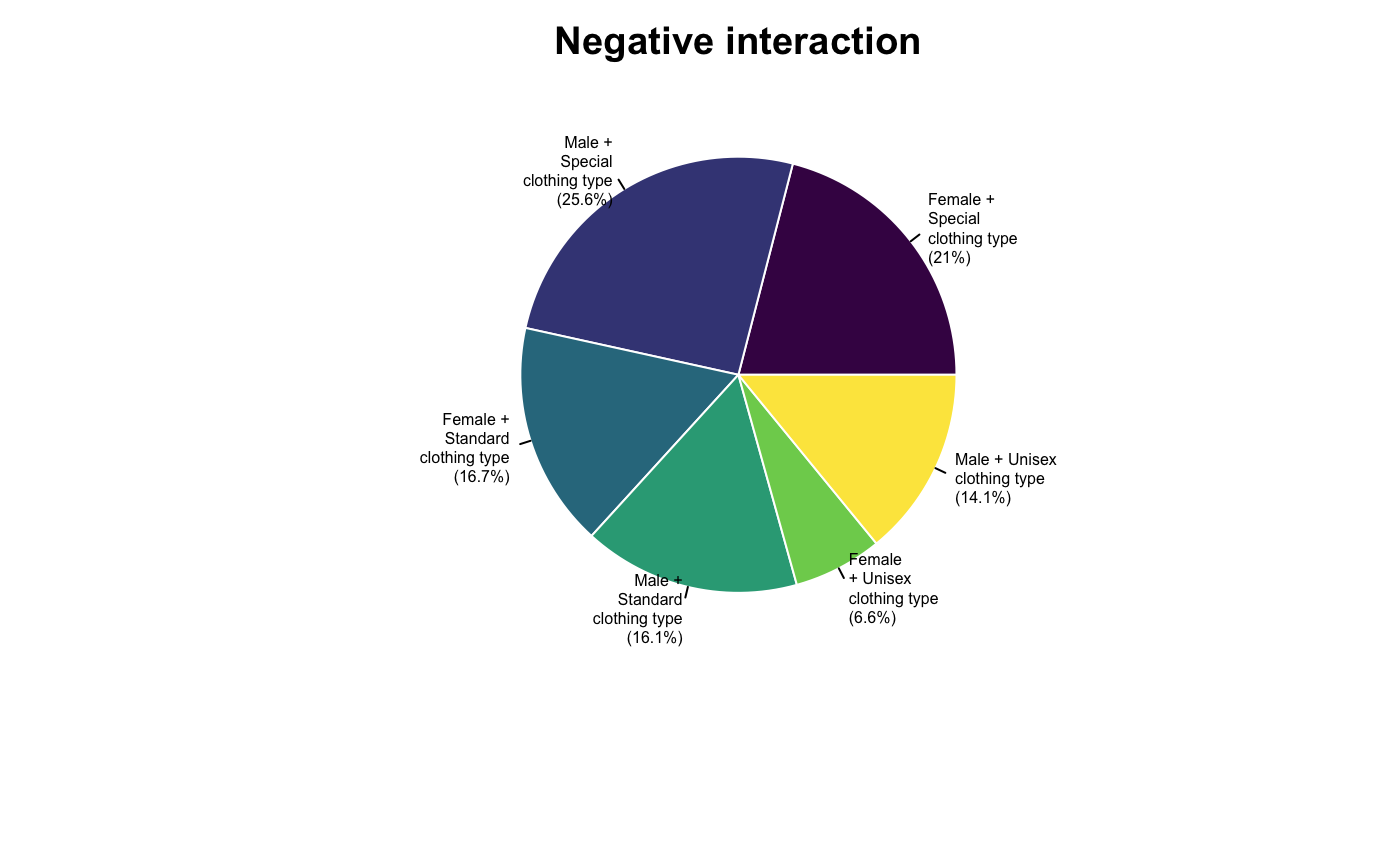 Negative interaction
Male +
Special
clothing type
(25.6%)
Female +
Special
clothing type
(21%)
Female +
Standard
clothing type
(16.7%)
Male + Unisex
clothing type
(14.1%)
Male +
Standard
clothing type
(16.1%)
Female
+ Unisex
clothing type
(6.6%)